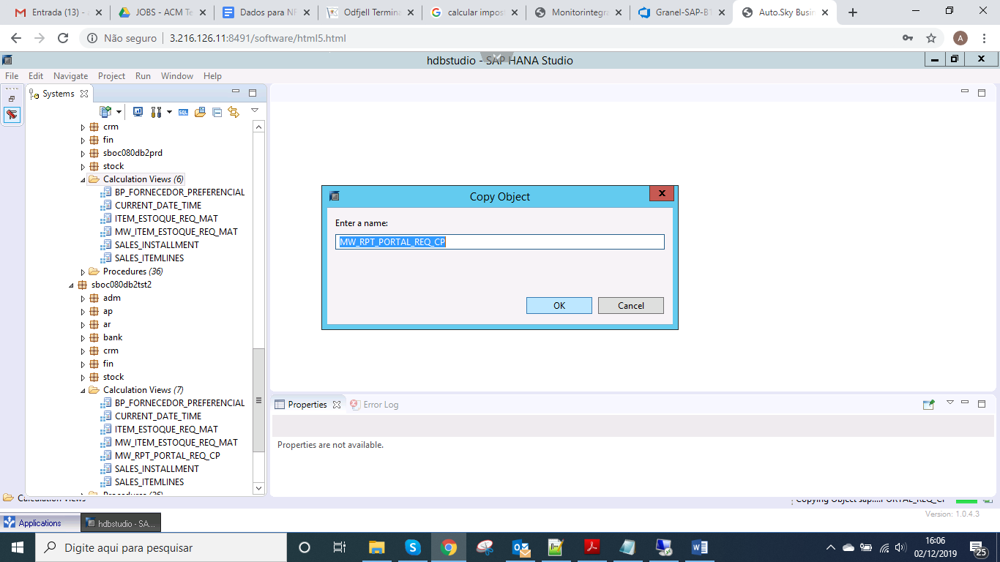 Entrada (13) - A
JOBS - ACM Te
Dados para NF
Odfjell Termina
calcular impost
Monitorintegra
Granel-SAP-B1
Auto.Sky Busin
Não seguro
3.216.126.11:8491/software/html5.html
A
hdbstudio - SAP HANA Studio
File Edit Navigate Project Run Window Help
Systems
SQL
crm
fin
sboc080db2prd
stock
Calculation Views (6)
BP_FORNECEDOR_PREFERENCIAL
CURRENT_DATE_TIME
ITEM_ESTOQUE_REQ_MAT
MW_ITEM_ESTOQUE_REQ_MAT
SALES_INSTALLMENT
SALES_ITEMLINES
Procedures (36)
sboc080db2tst2
adm
ap
ar
bank
crm
fin
stock
Calculation Views (7)
BP_FORNECEDOR_PREFERENCIAL
CURRENT_DATE_TIME
ITEM_ESTOQUE_REQ_MAT
MW_ITEM_ESTOQUE_REQ_MAT
MW_RPT_PORTAL_REQ_CP
SALES_INSTALLMENT
SALES_ITEMLINES
Procedures (36)
Copy Object
Enter a name:
MW_RPT_PORTAL_REQ_CP
OK
Cancel
Properties
Error Log
Properties are not available.
Calculation Views
Copying Object sap....PORTAL_REQ_CP
Version: 1.0.4.3
Applications
hdbstudio - SA...
Digite aqui para pesquisar
16:06
02/12/2019
25